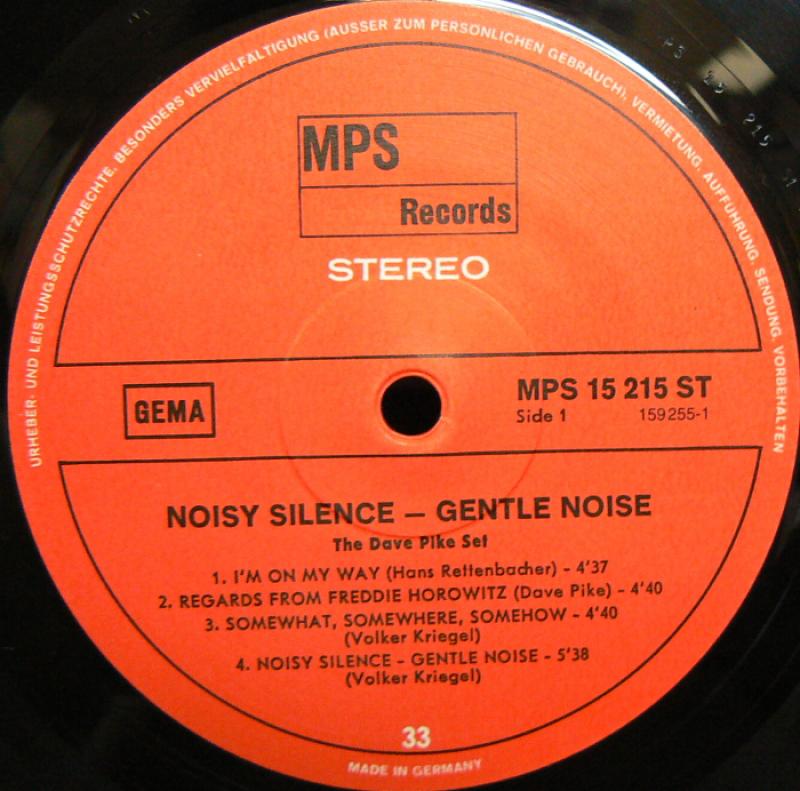 URHEBER- UND LEISTUNGSSCHUTZRECHTE, BESONDERS VERVIELFÄLTIGUNG (AUSSER ZUM PERSÖNLICHEN GEBRAUCH), VERMIETUNG, AUFFÜHRUNG, SENDUNG, VORBEHALTEN
MPS
Records
STEREO
GEMA
MPS 15 215 ST
Side 1 159255-1
NOISY SILENCE – GENTLE NOISE
The Dave Pike Set
1. I'M ON MY WAY (Hans Rettenbacher) - 4'37
2. REGARDS FROM FREDDIE HOROWITZ (Dave Pike) - 4'40
3. SOMEWHAT, SOMEWHERE, SOMEHOW - 4'40
(Volker Kriegel)
4. NOISY SILENCE - GENTLE NOISE - 5'38
(Volker Kriegel)
33
MADE IN GERMANY